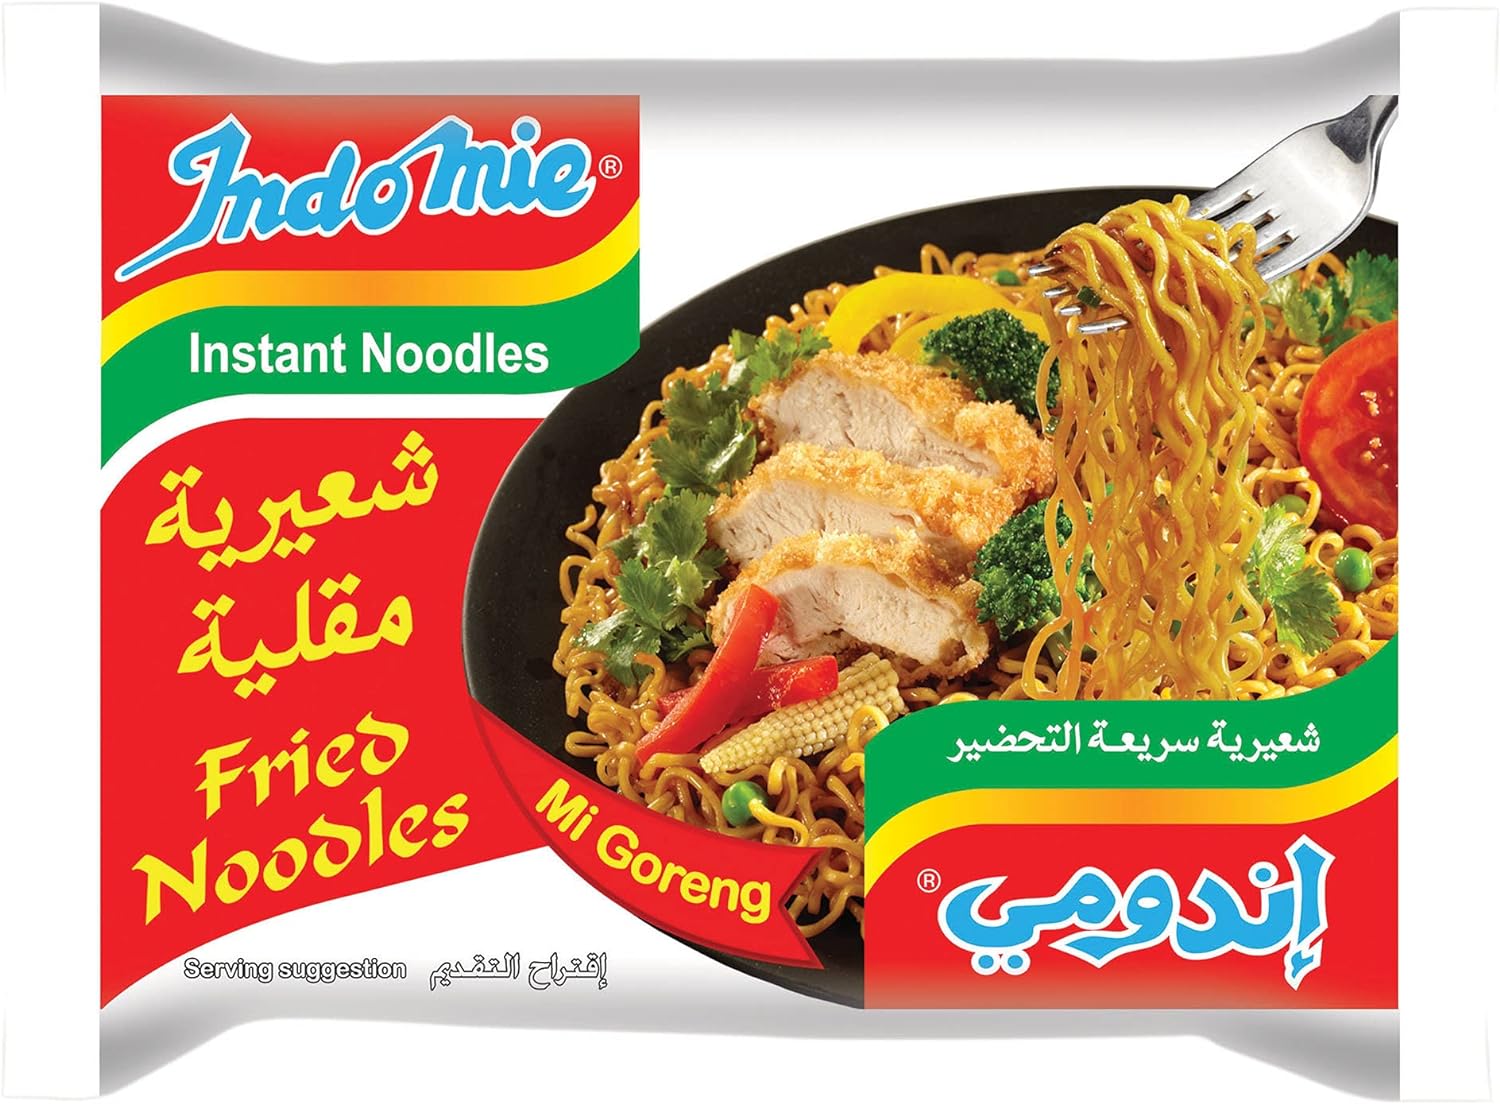 Indomie®
Instant Noodles
شعيرية
مقلية
Fried
Noodles
Mi Goreng
Serving suggestion إقتراح التقديم
شعيرية سريعة التحضير
إندومي®